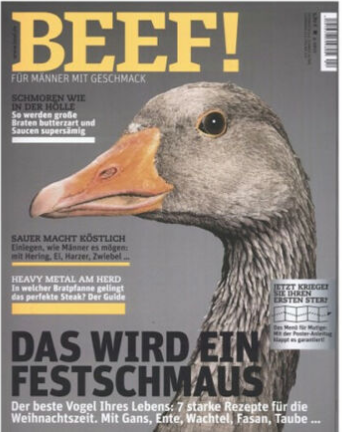 BEEF!
FÜR MÄNNER MIT GESCHMACK
SCHMOREN WIE
IN DER HÖLLE
So werden große
Braten butterzart und
Saucen supersämig
SAUER MACHT KÖSTLICH
Einlegen, wie Männer es mögen:
mit Hering, Ei, Harzer, Zwiebel ...
HEAVY METAL AM HERD
In welcher Bratpfanne gelingt
das perfekte Steak? Der Guide
JETZT KRIEGEN
SIE IHREN
ERSTEN STERN
Das Menü für Mutige:
Mit der Poster-Anleitung
klappt es garantiert!
DAS WIRD EIN
FESTSCHMAUS
Der beste Vogel Ihres Lebens: 7 starke Rezepte für die
Weihnachtszeit. Mit Gans, Ente, Wachtel, Fasan, Taube ...